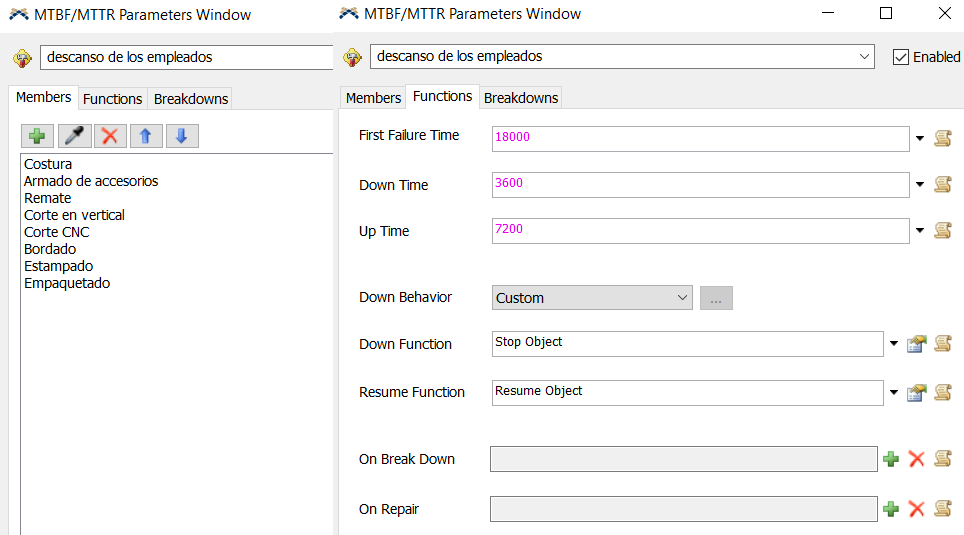 MTBF/MTTR Parameters Window
descanso de los empleados
Members Functions Breakdowns
Costura
Armado de accesorios
Remate
Corte en vertical
Corte CNC
Bordado
Estampado
Empaquetado
MTBF/MTTR Parameters Window
descanso de los empleados
Enabled
Members Functions Breakdowns
First Failure Time 18000
Down Time 3600
Up Time 7200
Down Behavior Custom ...
Down Function Stop Object
Resume Function Resume Object
On Break Down
On Repair